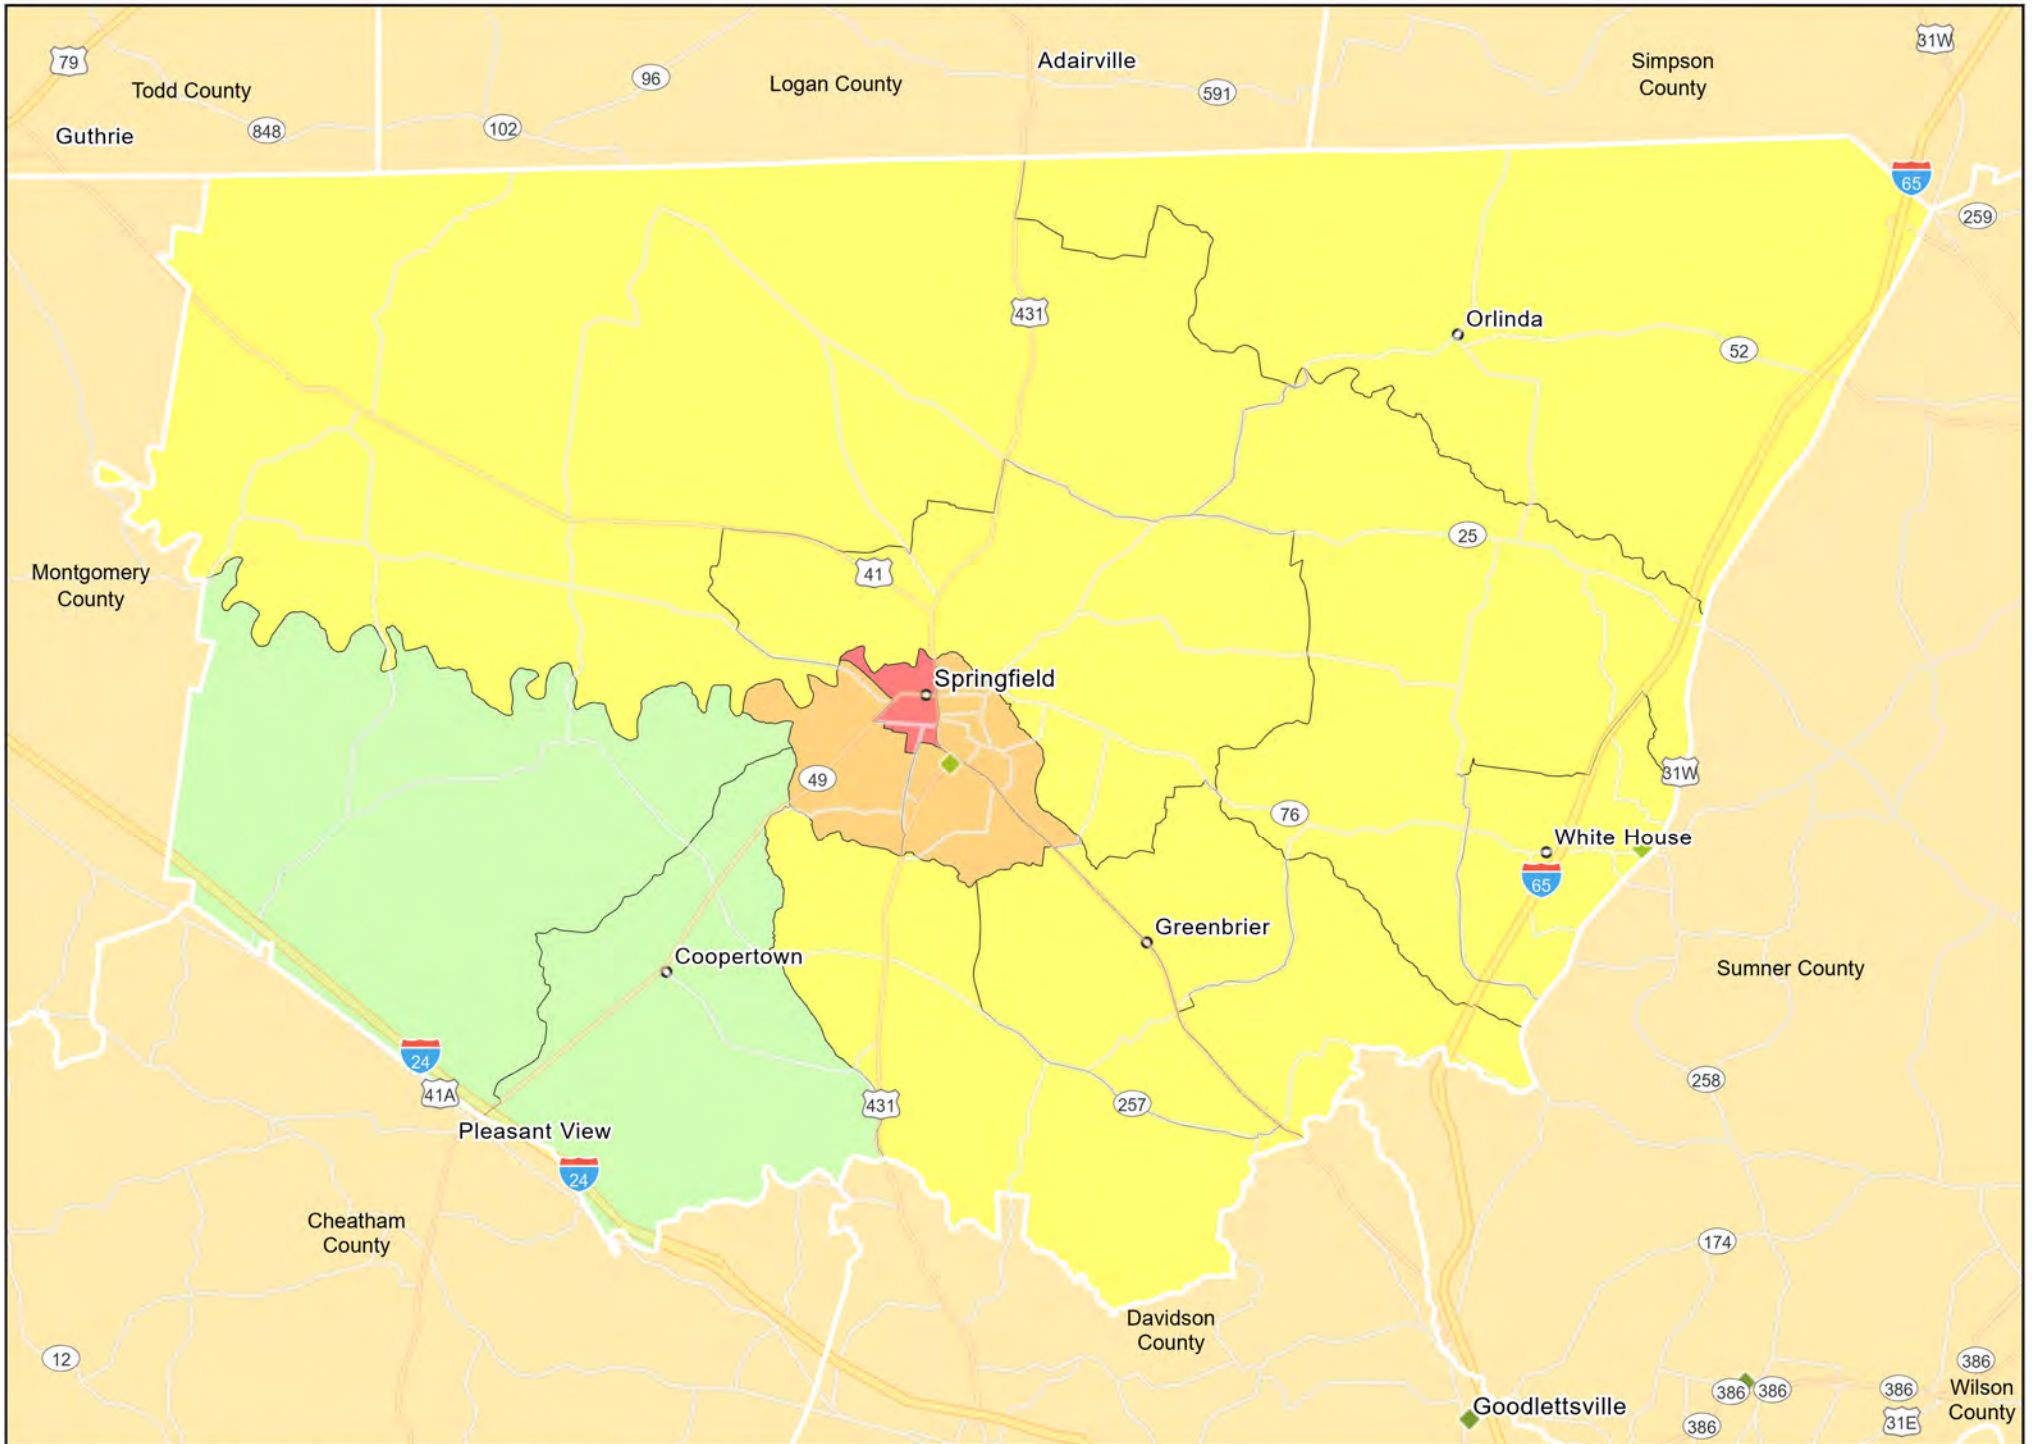 31W
79
Adairville
Simpson
County
Todd County
96
Logan County
591
848
102
Guthrie
65
259
431
Orlinda
52
25
Montgomery
County
41
Springfield
49
31W
76
White House
65
Greenbrier
Coopertown
Sumner County
24
41A
258
431
257
Pleasant View
24
Cheatham
County
174
Davidson
County
12
386
386
386
386
Wilson
County
Goodlettsville
386
31E